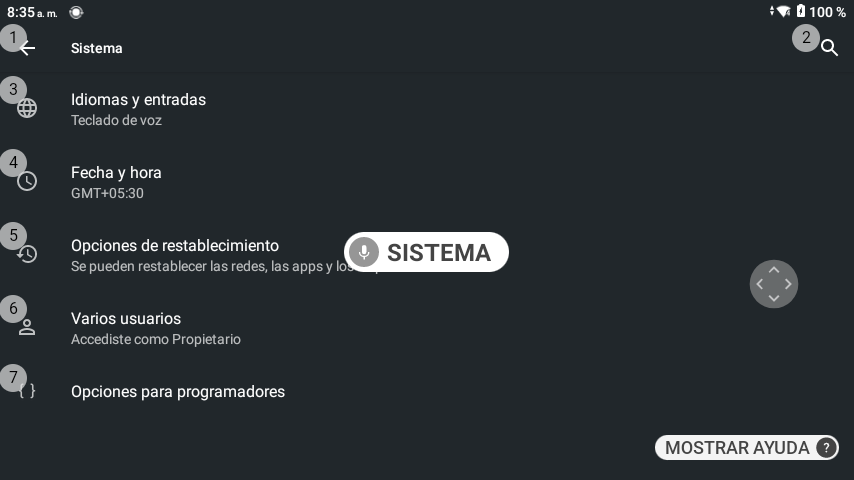 8:35 a. m.
100 %
1
Sistema
2
3
Idiomas y entradas
Teclado de voz
4
Fecha y hora
GMT+05:30
5
Opciones de restablecimiento
Se pueden restablecer las redes, las apps y los
SISTEMA
6
Varios usuarios
Accediste como Propietario
7
Opciones para programadores
MOSTRAR AYUDA ?